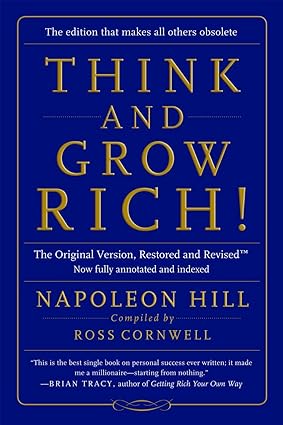 The edition that makes all others obsolete
THINK
AND
GROW
RICH!
The Original Version, Restored and Revised™
Now fully annotated and indexed
NAPOLEON HILL
Compiled by
ROSS CORNWELL
“This is the best single book on personal success ever written; it made
me a millionaire—starting from nothing.”
—BRIAN TRACY, author of Getting Rich Your Own Way